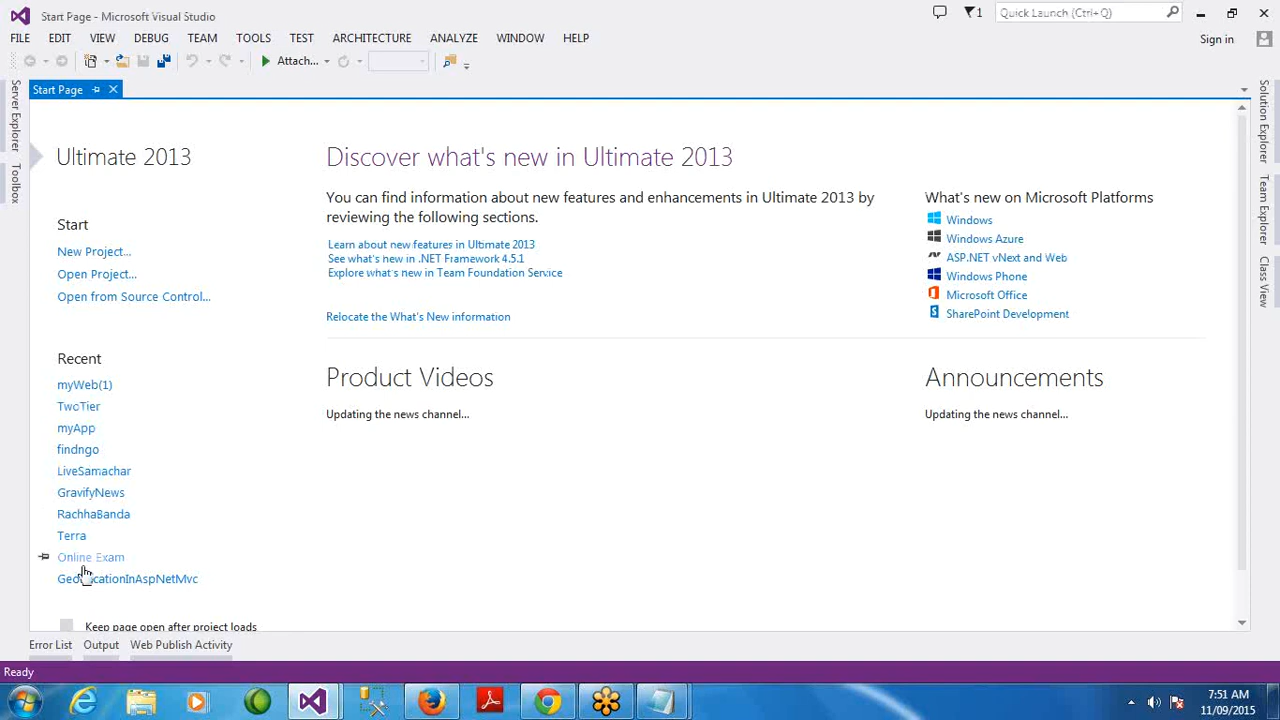 Start Page - Microsoft Visual Studio
1
Quick Launch (Ctrl+Q)
FILE EDIT VIEW DEBUG TEAM TOOLS TEST ARCHITECTURE ANALYZE WINDOW HELP
Sign in
Attach...
Start Page
Server Explorer
Toolbox
Solution Explorer
Team Explorer
Class View
Ultimate 2013
Start
New Project...
Open Project...
Open from Source Control...
Recent
myWeb(1)
TwoTier
myApp
findngo
LiveSamachar
GravifyNews
RachhaBanda
Terra
Online Exam
GeoLocationInAspNetMvc
Keep page open after project loads
Discover what's new in Ultimate 2013
You can find information about new features and enhancements in Ultimate 2013 by
reviewing the following sections.
Learn about new features in Ultimate 2013
See what's new in .NET Framework 4.5.1
Explore what's new in Team Foundation Service
Relocate the What's New information
What's new on Microsoft Platforms
Windows
Windows Azure
ASP.NET vNext and Web
Windows Phone
Microsoft Office
SharePoint Development
Product Videos
Updating the news channel...
Announcements
Updating the news channel...
Error List Output Web Publish Activity
Ready
7:51 AM
11/09/2015